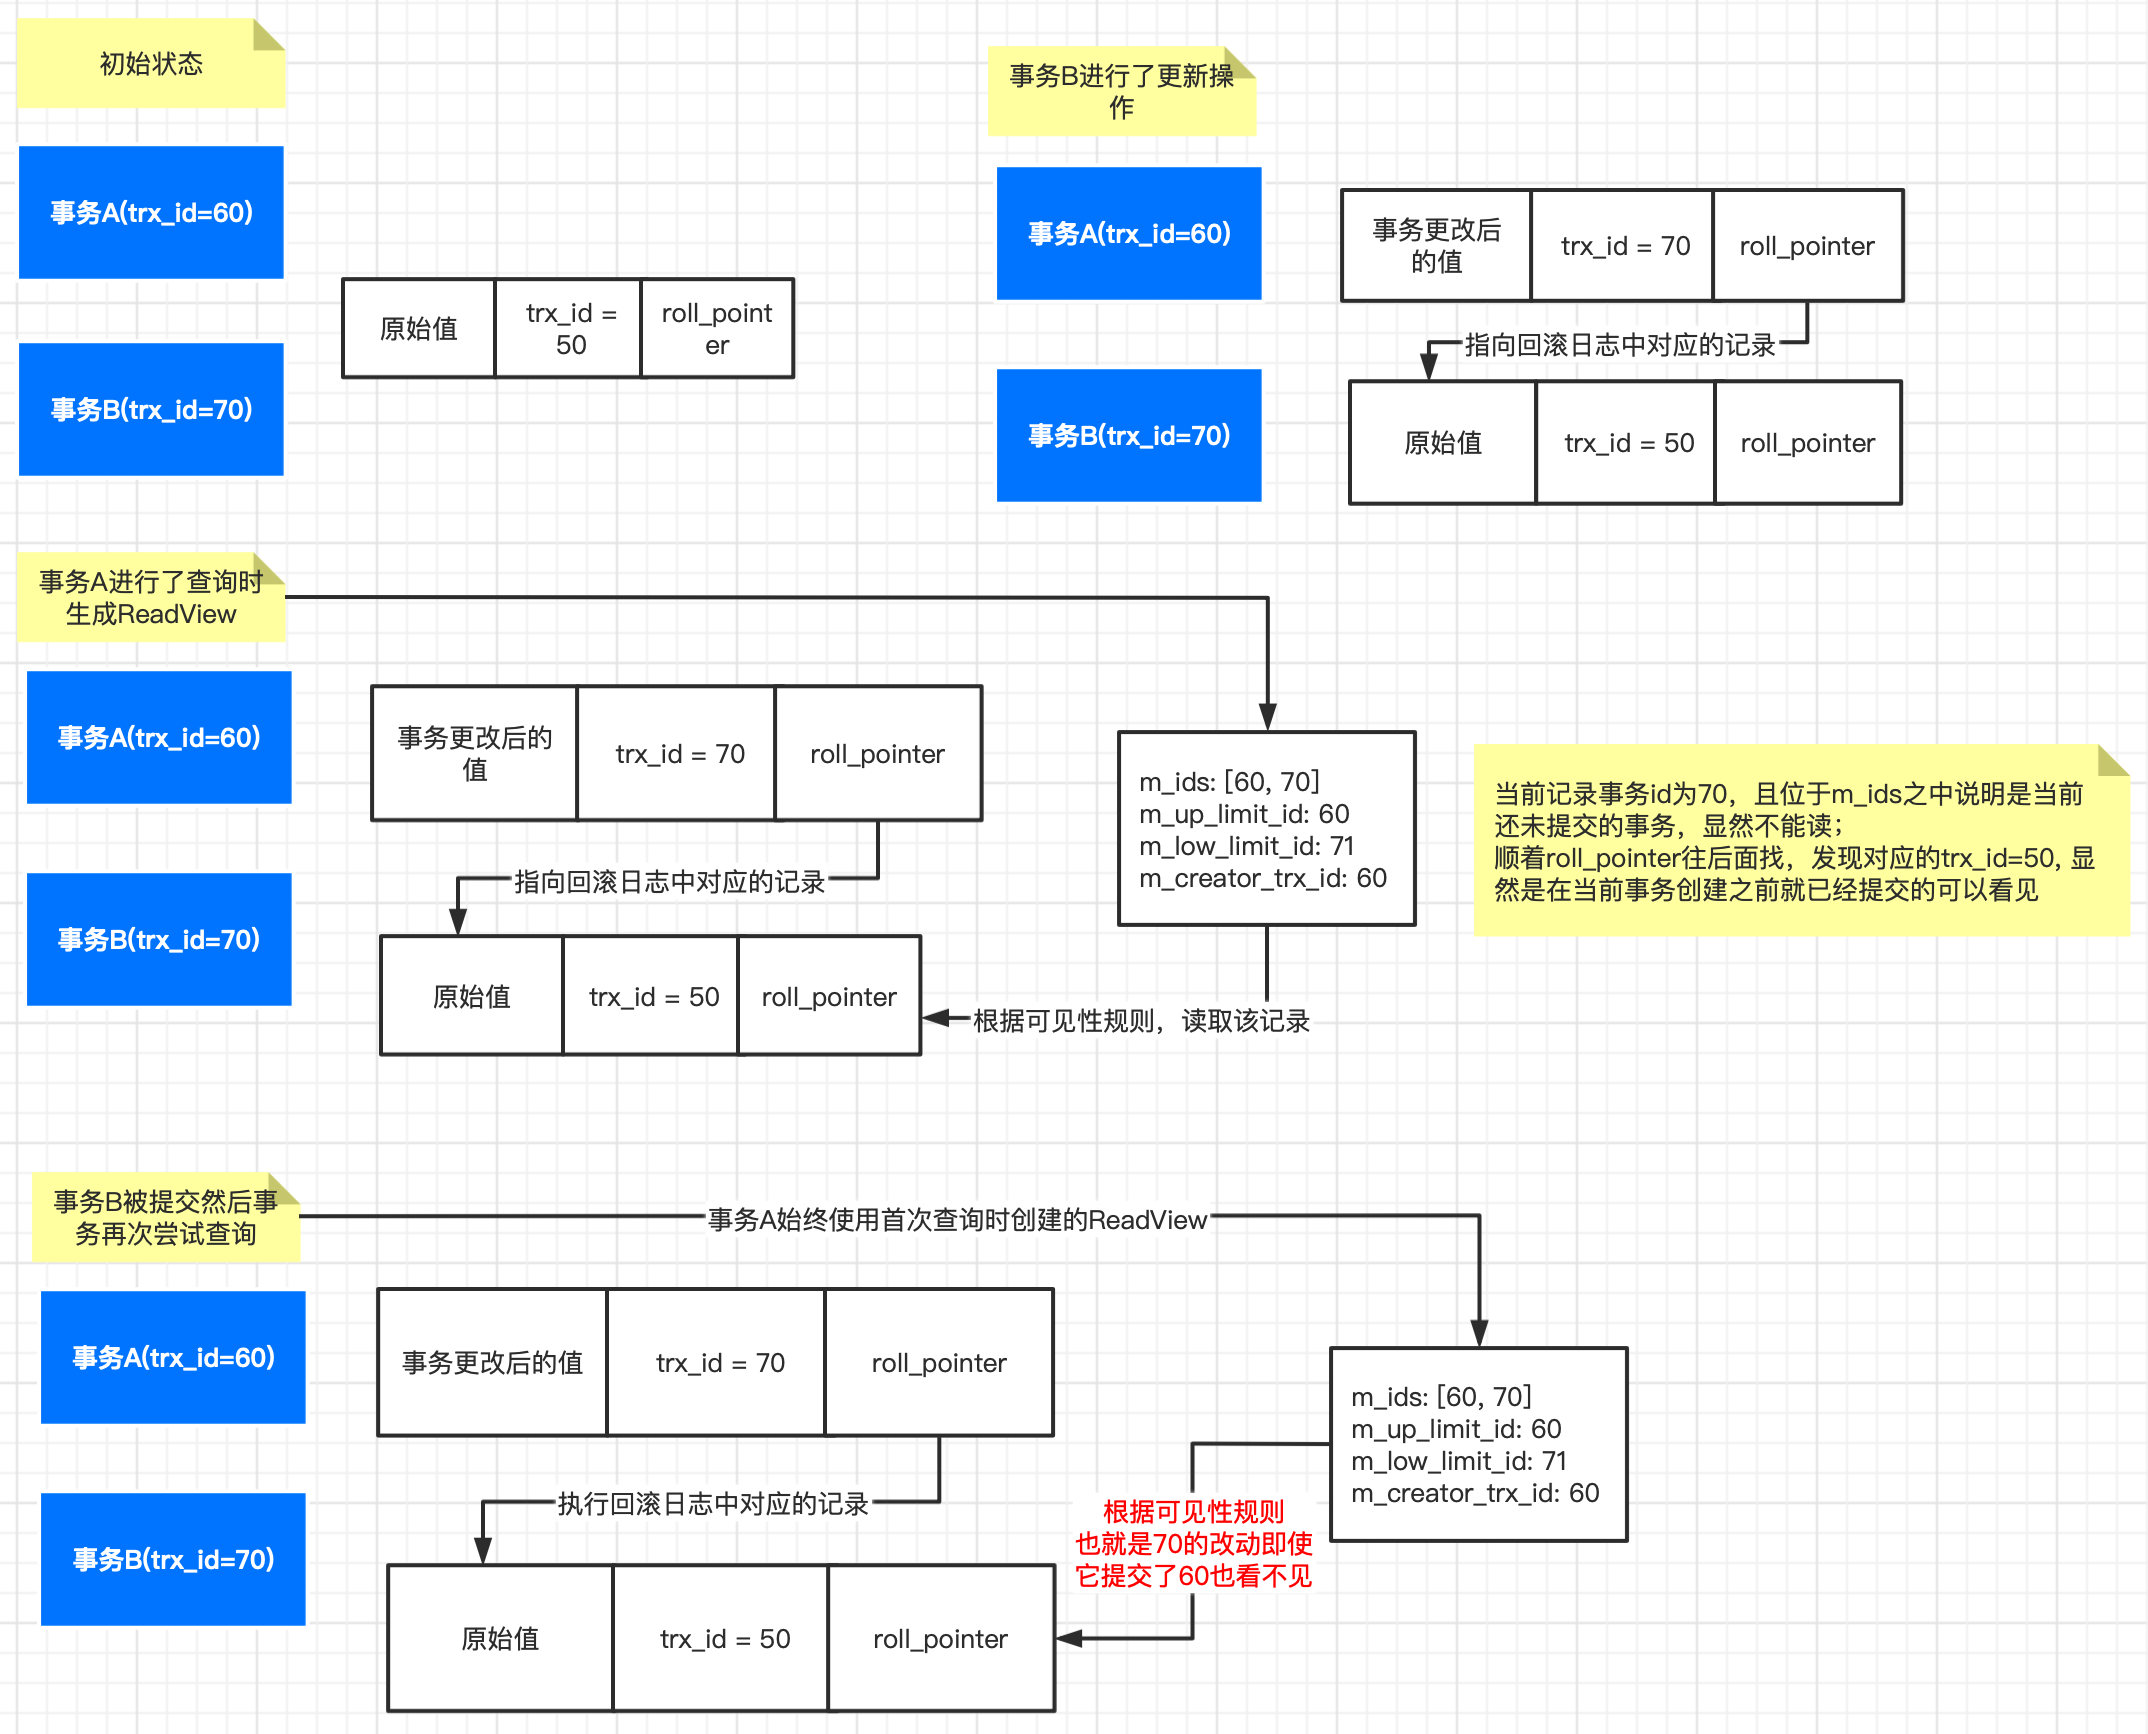 初始状态
事务A(trx_id=60)
事务B(trx_id=70)
原始值
trx_id =
50
roll_point
er
事务B进行了更新操
作
事务A(trx_id=60)
事务B(trx_id=70)
事务更改后
的值
trx_id = 70
roll_pointer
指向回滚日志中对应的记录
原始值
trx_id = 50
roll_pointer
事务A进行了查询时
生成ReadView
事务A(trx_id=60)
事务B(trx_id=70)
事务更改后的
值
trx_id = 70
roll_pointer
指向回滚日志中对应的记录
原始值
trx_id = 50
roll_pointer
m_ids: [60, 70]
m_up_limit_id: 60
m_low_limit_id: 71
m_creator_trx_id: 60
根据可见性规则，读取该记录
当前记录事务id为70，且位于m_ids之中说明是当前
还未提交的事务，显然不能读；
顺着roll_pointer往后面找，发现对应的trx_id=50, 显
然是在当前事务创建之前就已经提交的可以看见
事务B被提交然后事
务再次尝试查询
事务A始终使用首次查询时创建的ReadView
事务A(trx_id=60)
事务B(trx_id=70)
事务更改后的值
trx_id = 70
roll_pointer
执行回滚日志中对应的记录
原始值
trx_id = 50
roll_pointer
m_ids: [60, 70]
m_up_limit_id: 60
m_low_limit_id: 71
m_creator_trx_id: 60
根据可见性规则
也就是70的改动即使
它提交了60也看不见